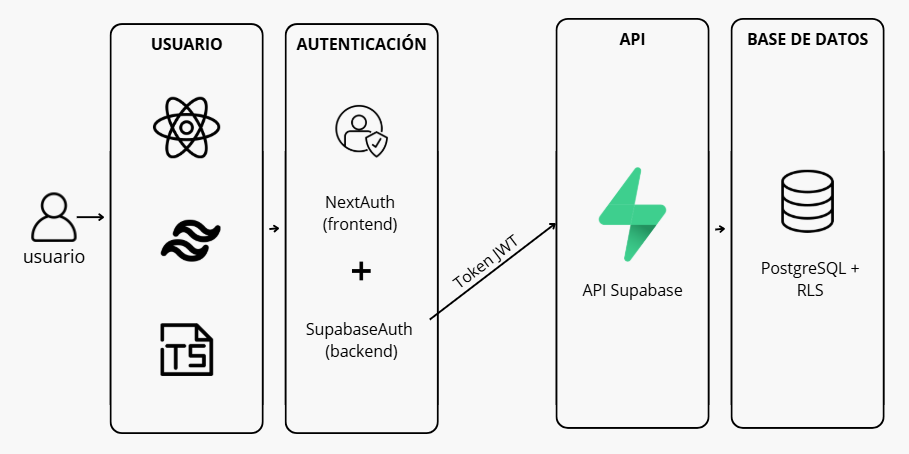 usuario
USUARIO
TS
AUTENTICACIÓN
NextAuth
(frontend)
+
SupabaseAuth
(backend)
Token JWT
API
API Supabase
BASE DE DATOS
PostgreSQL +
RLS